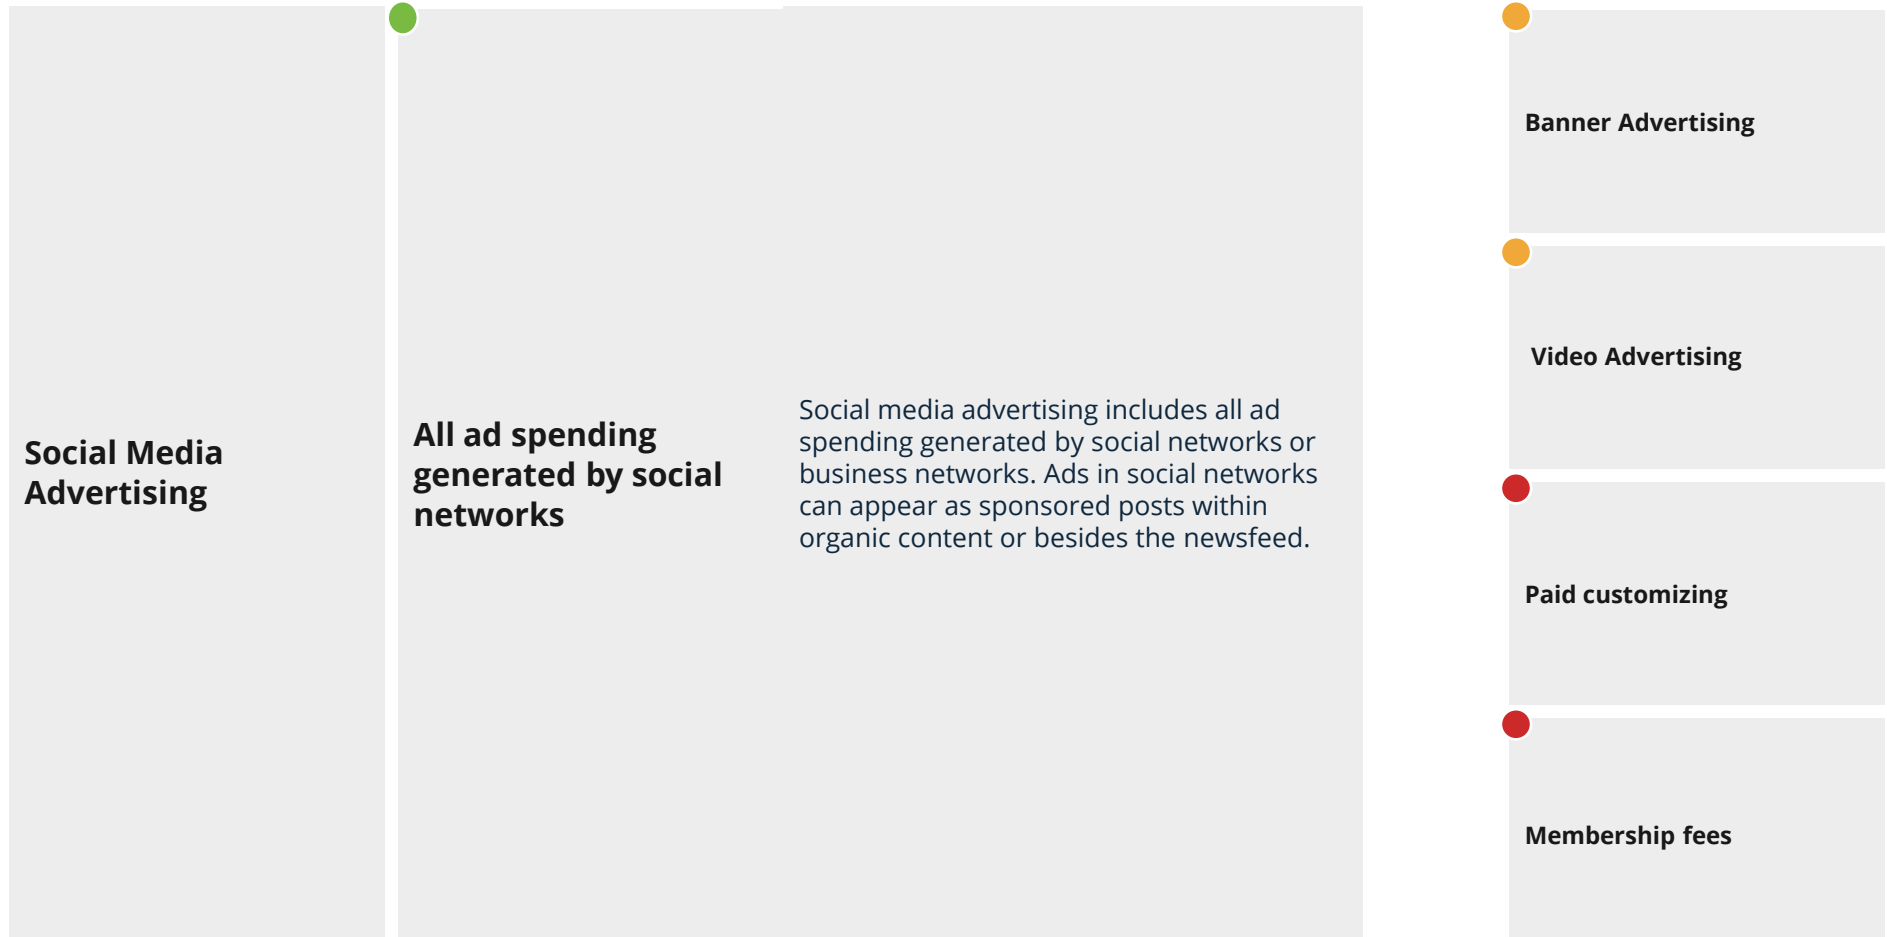 Social Media
Advertising
All ad spending
generated by social
networks
Social media advertising includes all ad
spending generated by social networks or
business networks. Ads in social networks
can appear as sponsored posts within
organic content or besides the newsfeed.
Banner Advertising
Video Advertising
Paid customizing
Membership fees